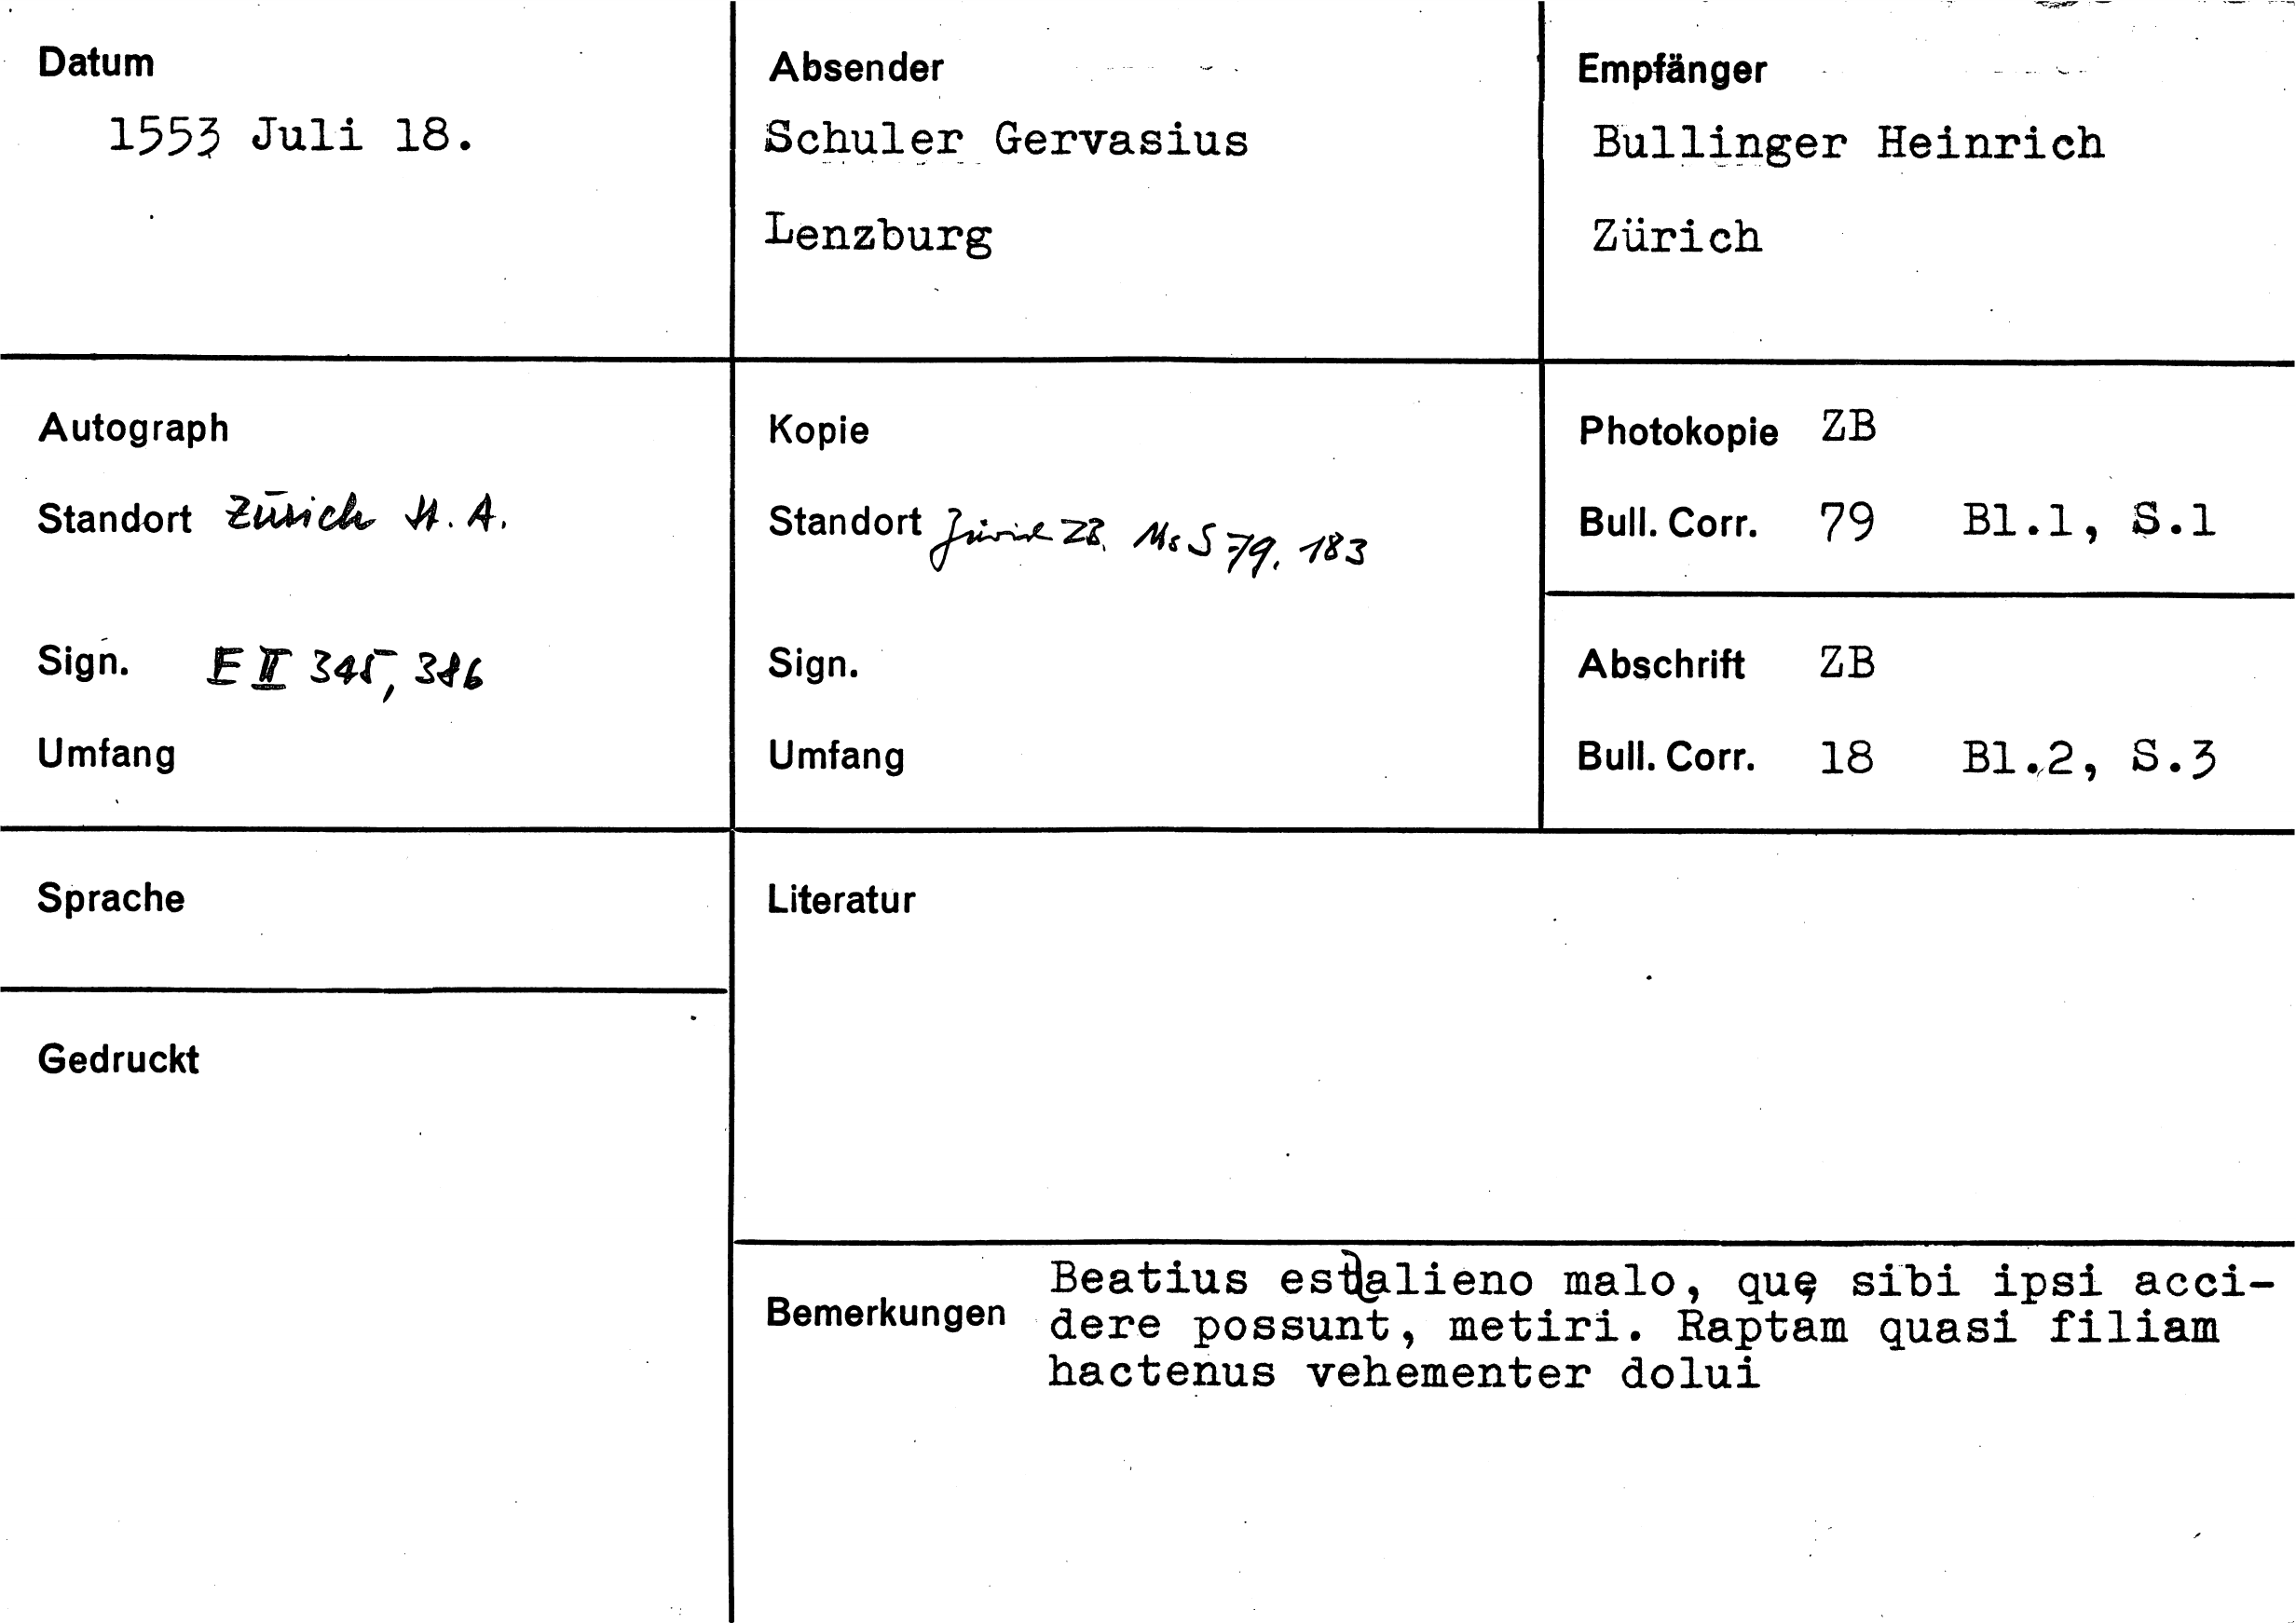 Datum
1553 Juli 18.
Absender
Schuler Gervasius
Lenzburg
Empfänger
Bullinger Heinrich
Zürich
Autograph
Standort Zürich St. A.
Sign. E II 345, 386
Umfang
Kopie
Standort Zürich ZB. Ms S 79, 183
Sign.
Umfang
Photokopie ZB
Bull. Corr. 79 Bl.1, S.1
Abschrift ZB
Bull. Corr. 18 Bl.2, S.3
Sprache
Gedruckt
Literatur
Bemerkungen
Beatius est alieno malo, quę sibi ipsi acci-
dere possunt, metiri. Raptam quasi filiam
hactenus vehementer dolui